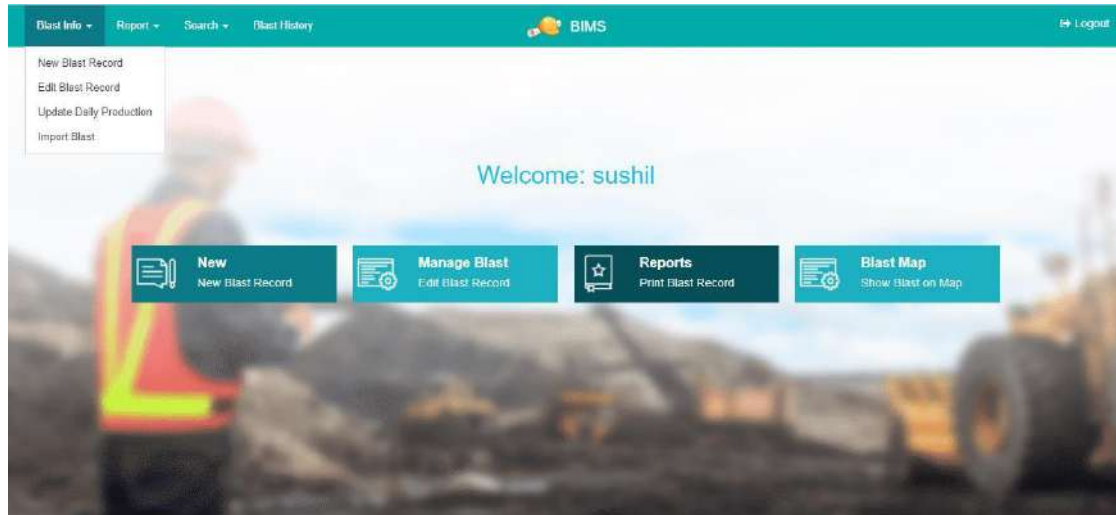 Blast Info Report Search Blast History BIMS Logout
New Blast Record
Edit Blast Record
Update Daily Production
Import Blast
Welcome: sushil
New
New Blast Record
Manage Blast
Edit Blast Record
Reports
Print Blast Record
Blast Map
Show Blast on Map